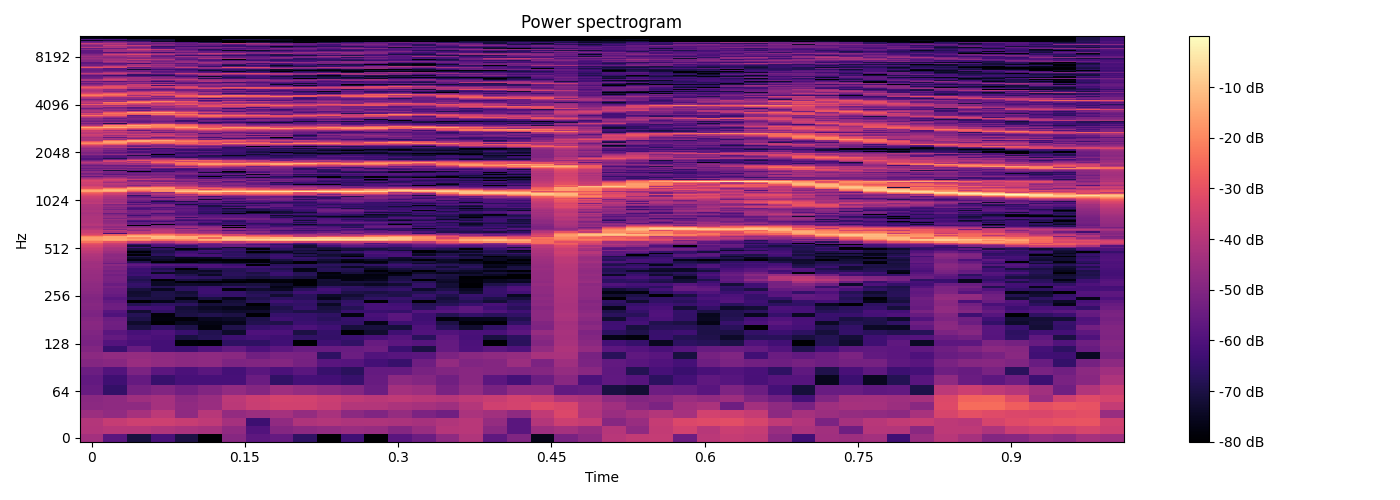 Power spectrogram
8192
4096
2048
1024
512
256
128
64
0
Hz
0 0.15 0.3 0.45 0.6 0.75 0.9
Time
-10 dB
-20 dB
-30 dB
-40 dB
-50 dB
-60 dB
-70 dB
-80 dB